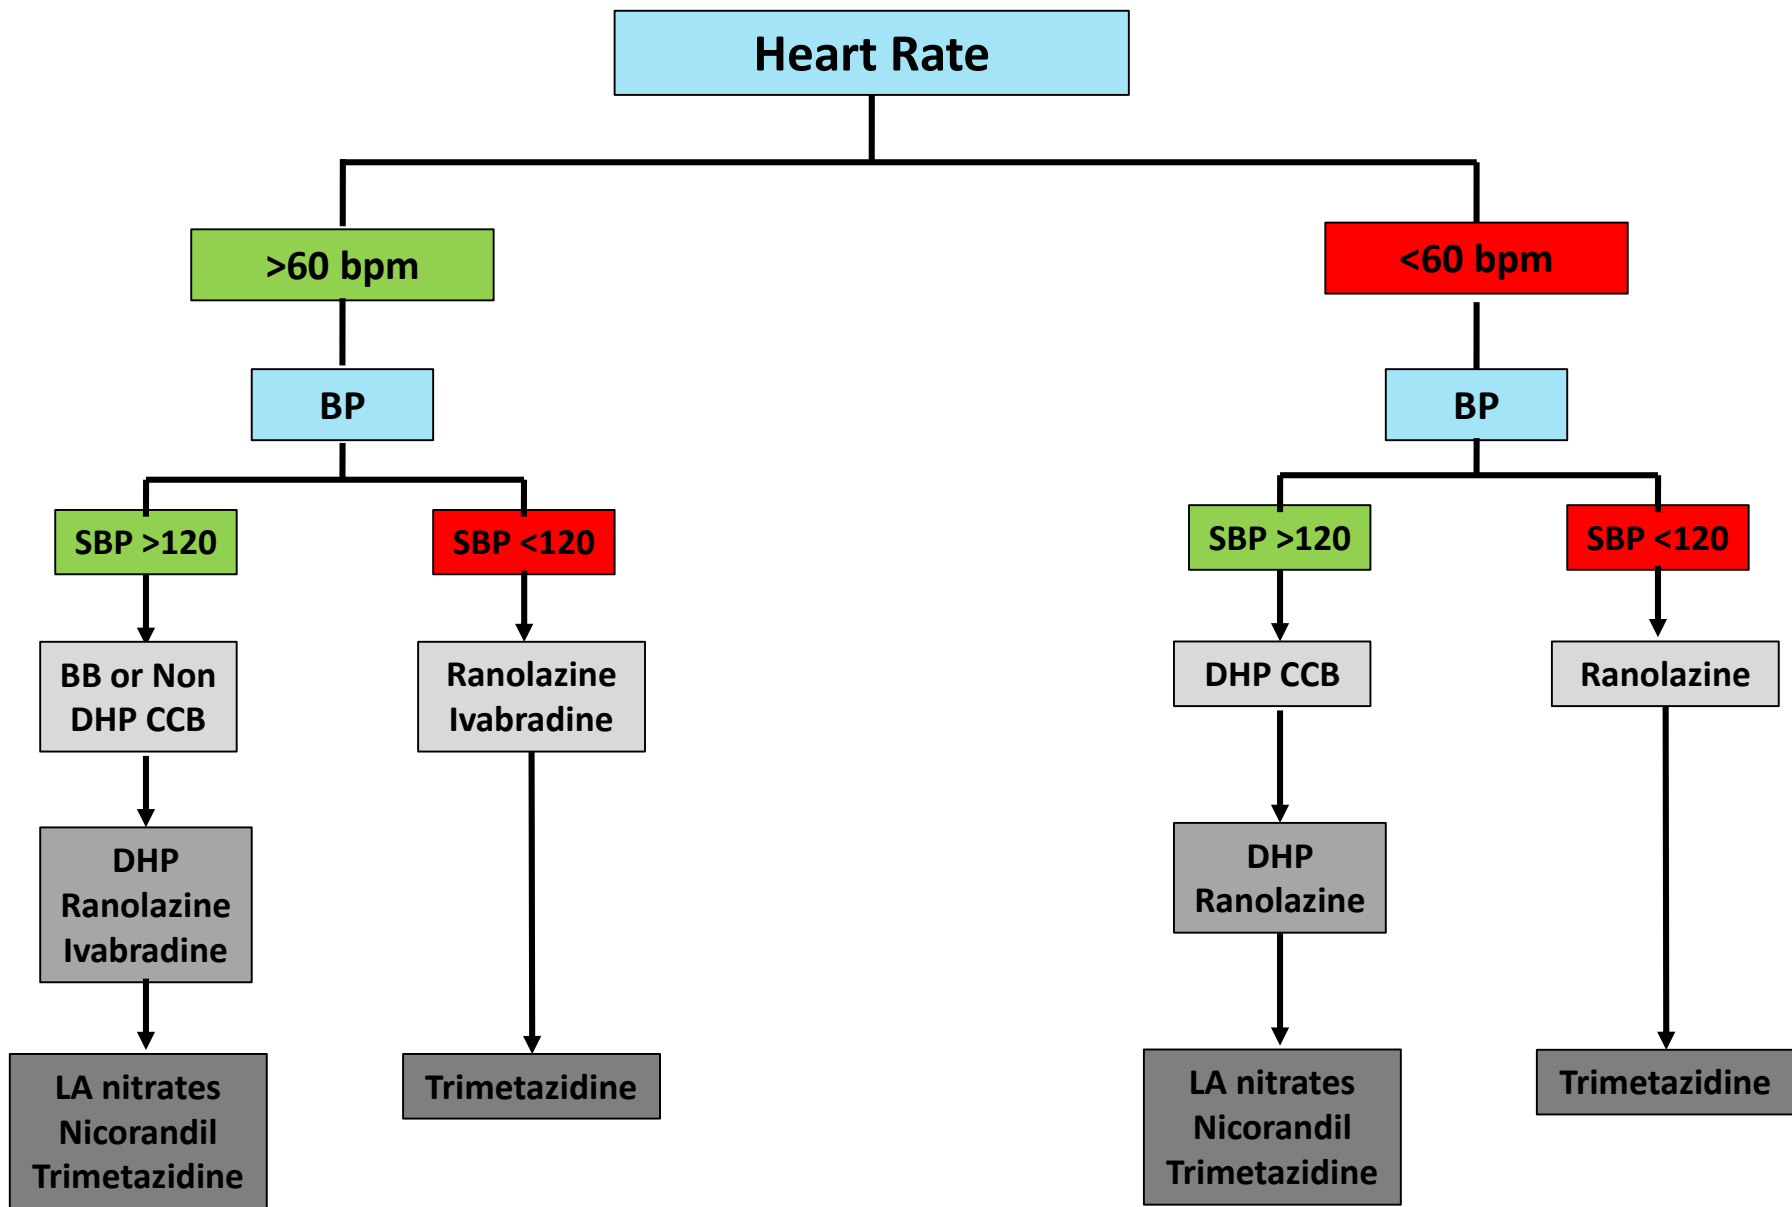 Heart Rate
>60 bpm
<60 bpm
BP
BP
SBP >120
SBP <120
SBP >120
SBP <120
BB or Non
DHP CCB
Ranolazine
Ivabradine
DHP CCB
Ranolazine
DHP
Ranolazine
Ivabradine
DHP
Ranolazine
LA nitrates
Nicorandil
Trimetazidine
Trimetazidine
LA nitrates
Nicorandil
Trimetazidine
Trimetazidine